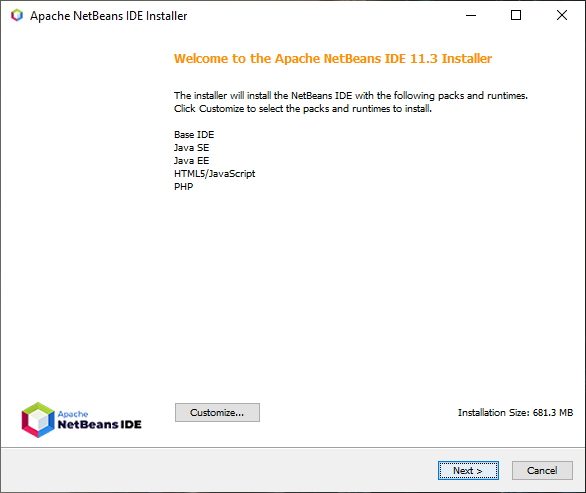 Apache NetBeans IDE Installer
Welcome to the Apache NetBeans IDE 11.3 Installer
The installer will install the NetBeans IDE with the following packs and runtimes.
Click Customize to select the packs and runtimes to install.
Base IDE
Java SE
Java EE
HTML5/JavaScript
PHP
Apache
NetBeans IDE
Customize...
Installation Size: 681.3 MB
Next >
Cancel